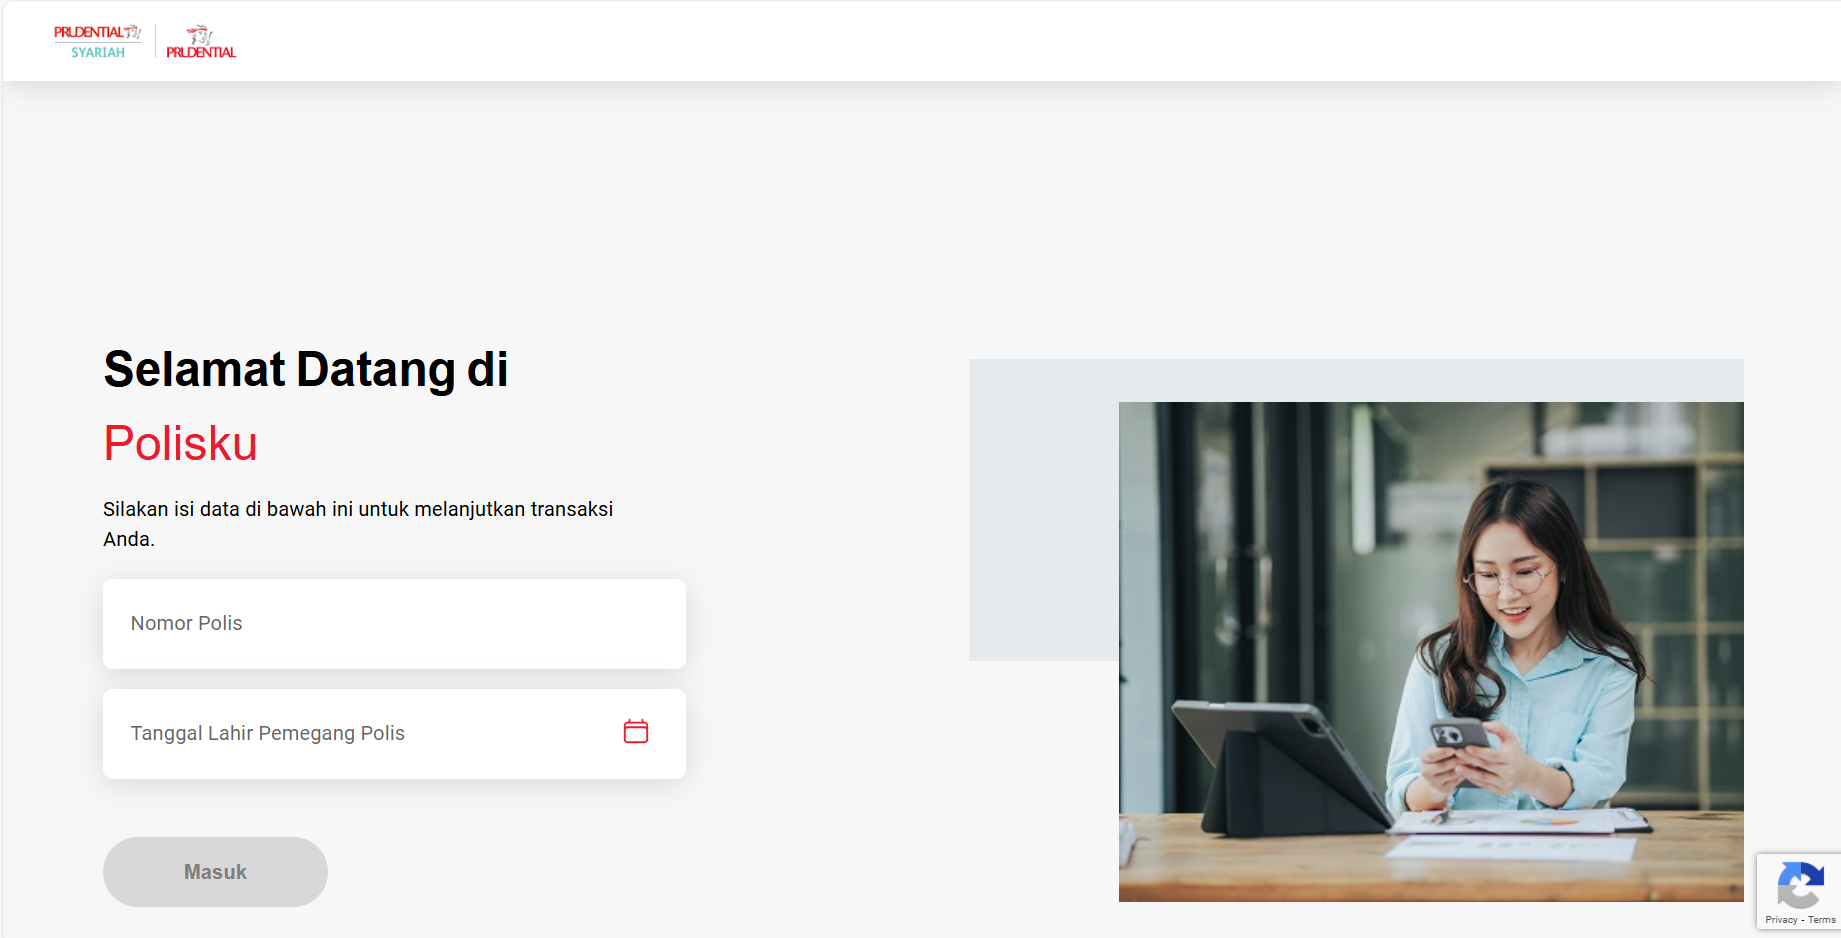 PRUDENTIAL
SYARIAH
PRUDENTIAL
Selamat Datang di
Polisku
Silakan isi data di bawah ini untuk melanjutkan transaksi
Anda.
Nomor Polis
Tanggal Lahir Pemegang Polis
Masuk
Privacy - Terms